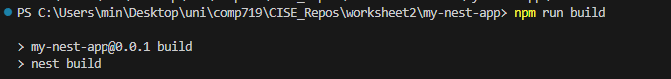 PS C:\Users\min\Desktop\uni\comp719\CISE_Repos\worksheet2\my-nest-app> npm run build
> my-nest-app@0.0.1 build
> nest build